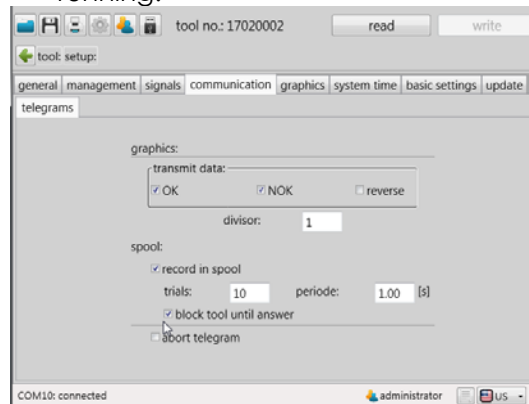 running.
tool no.: 17020002 read write
tool: setup:
general management signals communication graphics system time basic settings update
telegrams
graphics:
transmit data:
OK NOK reverse
divisor: 1
spool:
record in spool
trials: 10 periode: 1.00 [s]
block tool until answer
abort telegram
COM10: connected administrator US